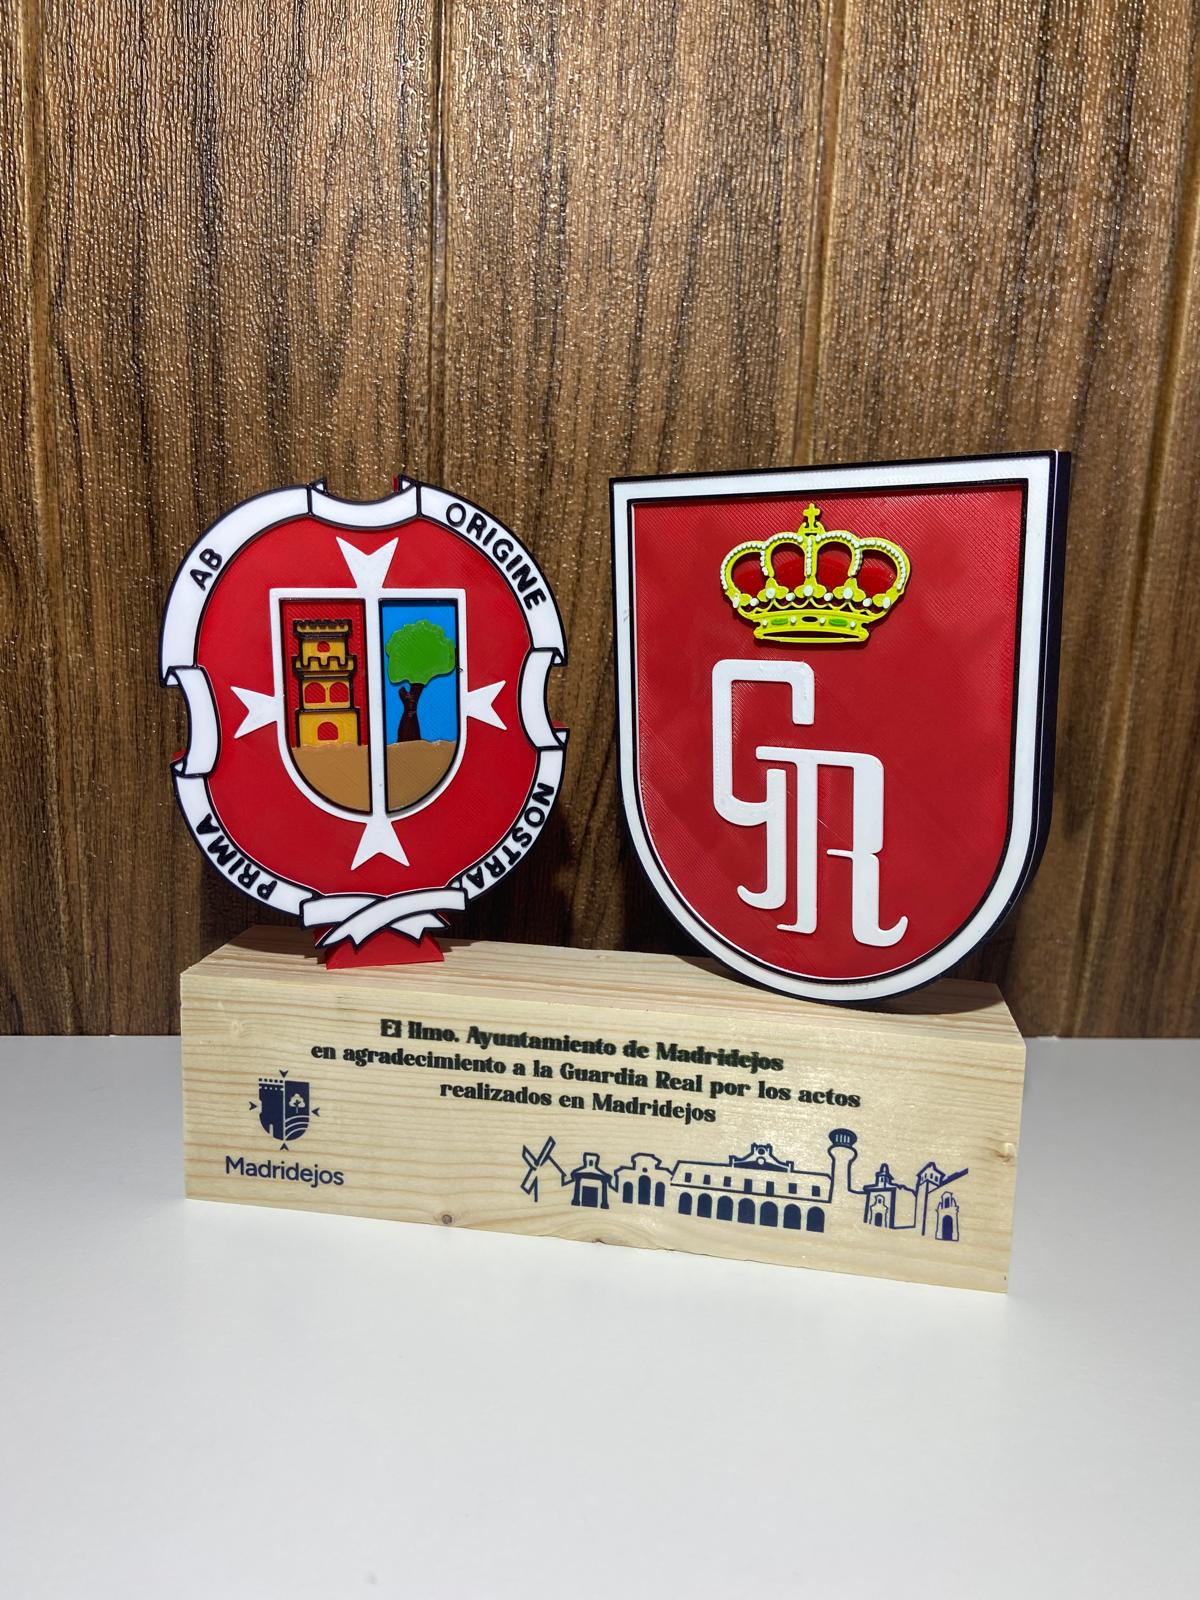 AB
ORIGINE
PRIMA
NOSTRA
GR
El Ilmo. Ayuntamiento de Madridejos
en agradecimiento a la Guardia Real por los actos
realizados en Madridejos
Madridejos